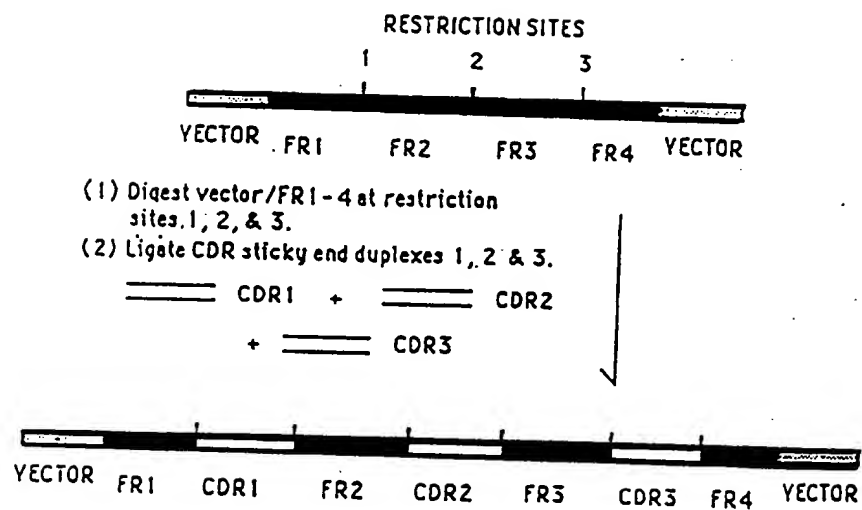 RESTRICTION SITES
1 2 3
VECTOR FR1 FR2 FR3 FR4 VECTOR
(1) Digest vector/FR1-4 at restriction
sites. 1, 2, & 3.
(2) Ligate CDR sticky end duplexes 1, 2 & 3.
CDR1 + CDR2
+ CDR3
VECTOR FR1 CDR1 FR2 CDR2 FR3 CDR3 FR4 VECTOR